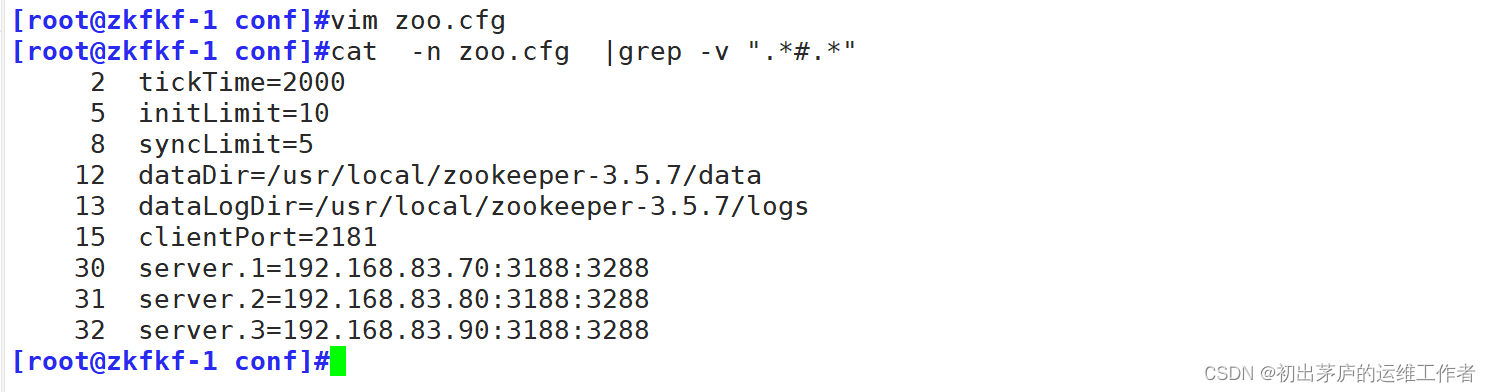 [root@zkfkf-1 conf]#vim zoo.cfg
[root@zkfkf-1 conf]#cat  -n zoo.cfg  |grep -v ".*#.*"
     2  tickTime=2000
     5  initLimit=10
     8  syncLimit=5
    12  dataDir=/usr/local/zookeeper-3.5.7/data
    13  dataLogDir=/usr/local/zookeeper-3.5.7/logs
    15  clientPort=2181
    30  server.1=192.168.83.70:3188:3288
    31  server.2=192.168.83.80:3188:3288
    32  server.3=192.168.83.90:3188:3288
[root@zkfkf-1 conf]#
CSDN @初出茅庐的运维工作者